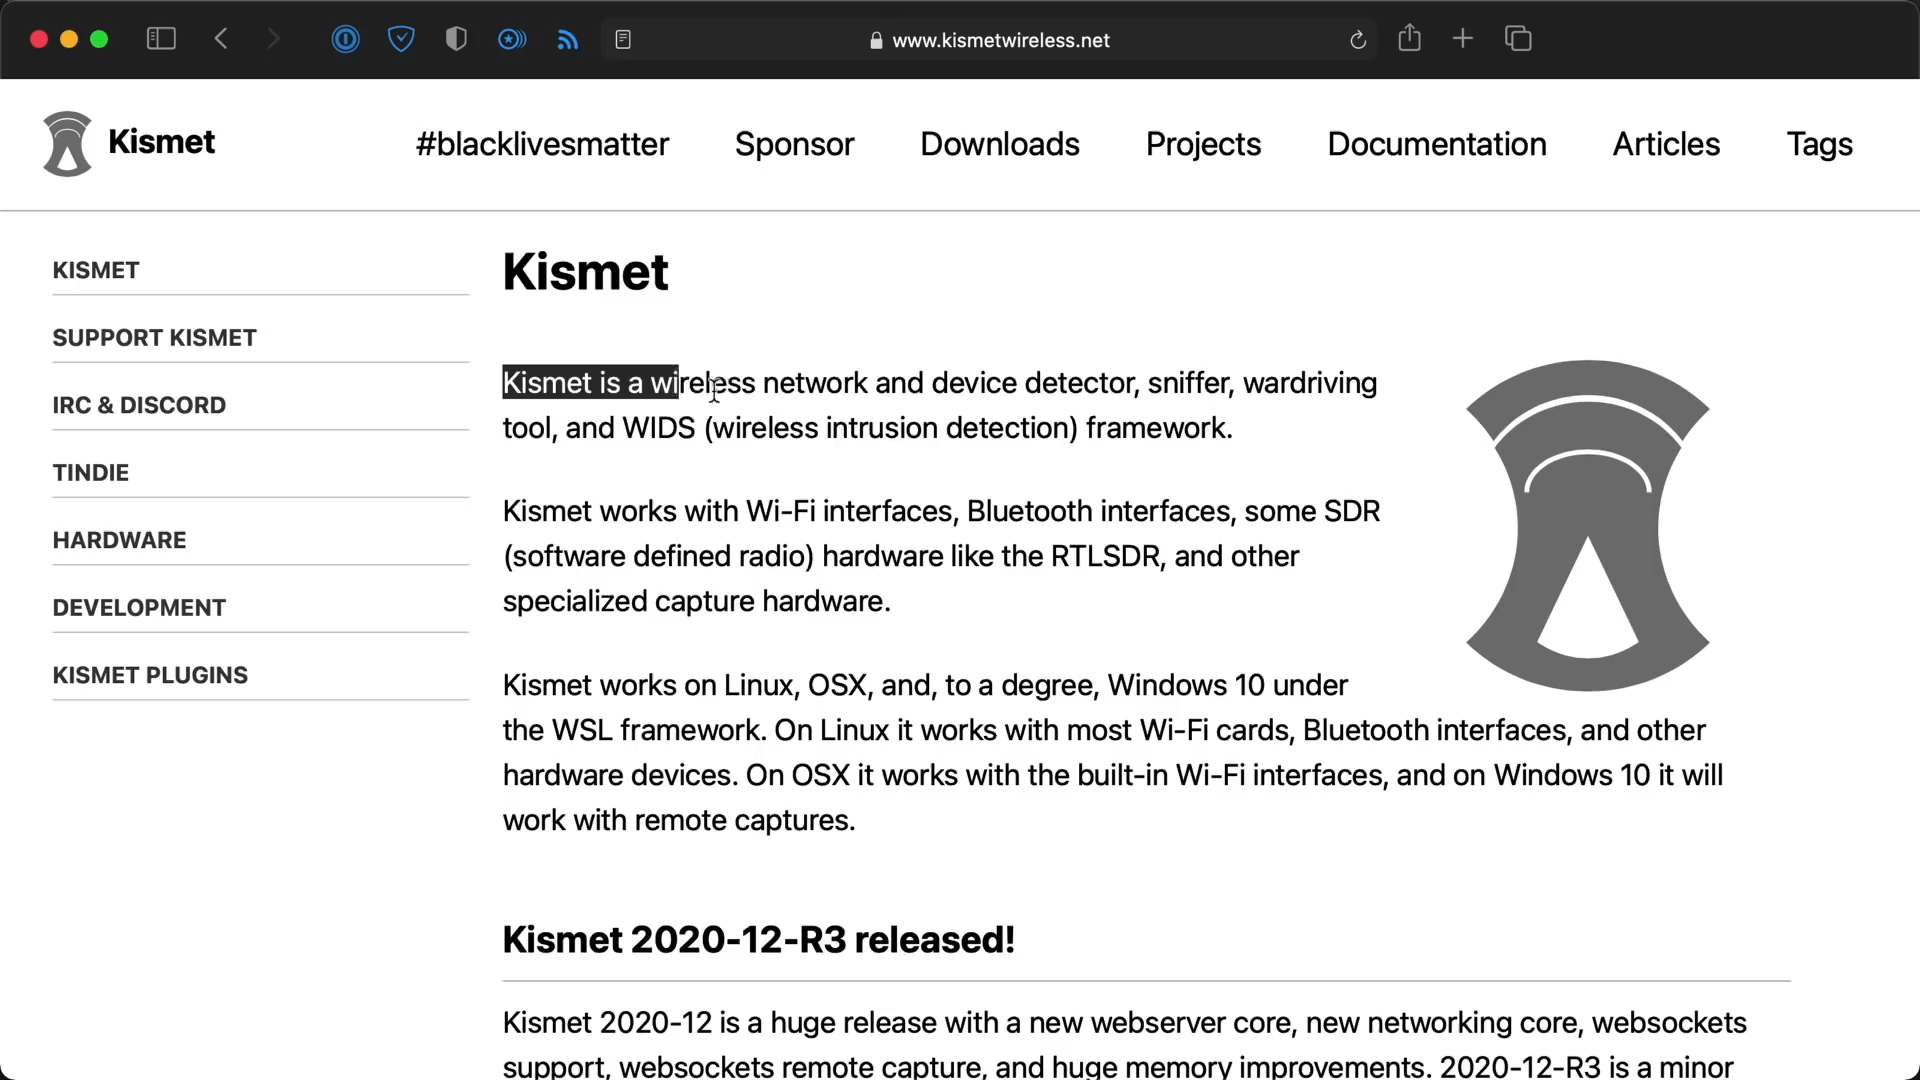 www.kismetwireless.net
Kismet
#blacklivesmatter
Sponsor
Downloads
Projects
Documentation
Articles
Tags
KISMET
SUPPORT KISMET
IRC & DISCORD
TINDIE
HARDWARE
DEVELOPMENT
KISMET PLUGINS
Kismet
Kismet is a wireless network and device detector, sniffer, wardriving
tool, and WIDS (wireless intrusion detection) framework.
Kismet works with Wi-Fi interfaces, Bluetooth interfaces, some SDR
(software defined radio) hardware like the RTLSDR, and other
specialized capture hardware.
Kismet works on Linux, OSX, and, to a degree, Windows 10 under
the WSL framework. On Linux it works with most Wi-Fi cards, Bluetooth interfaces, and other
hardware devices. On OSX it works with the built-in Wi-Fi interfaces, and on Windows 10 it will
work with remote captures.
Kismet 2020-12-R3 released!
Kismet 2020-12 is a huge release with a new webserver core, new networking core, websockets
support, websockets remote capture, and huge memory improvements. 2020-12-R3 is a minor